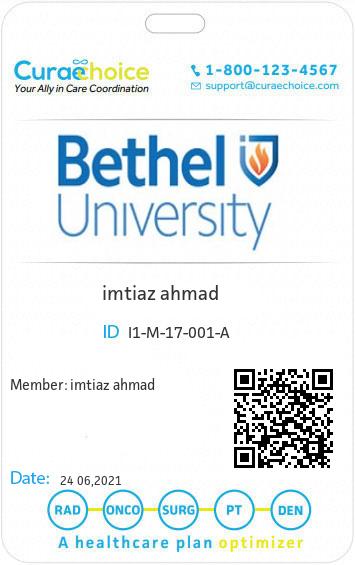 Curaechoice
Your Ally in Care Coordination
1-800-123-4567
support@curaechoice.com
Bethel
University
imtiaz ahmad
ID I1-M-17-001-A
Member: imtiaz ahmad
Date: 24 06,2021
RAD ONCO SURG PT DEN
A healthcare plan optimizer